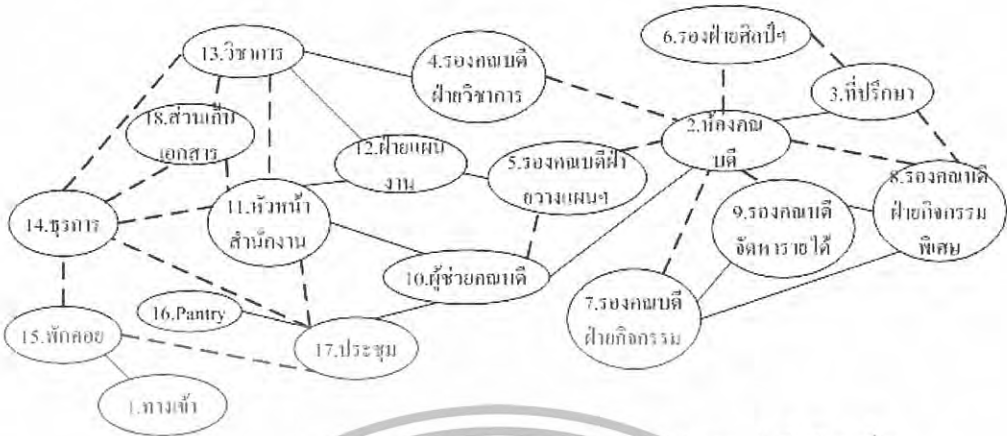 6.รองฝ่ายศิลป์ฯ
13.วิชาการ
4.รองคณบดี
ฝ่ายวิชาการ
3.ที่ปรึกษา
18.ส่วนเก็บ
เอกสาร
2.ห้องคณ
บดี
12.ฝ่ายแผน
งาน
5.รองคณบดีฝ่า
ยวางแผนฯ
8.รองคณบดี
ฝ่ายกิจกรรม
พิเศษ
14.ธุรการ
11.หัวหน้า
สำนักงาน
9.รองคณบดี
จัดหารายได้
10.ผู้ช่วยคณบดี
16.Pantry
7.รองคณบดี
ฝ่ายกิจกรรม
15.พักคอย
17.ประชุม
1.ทางเข้า